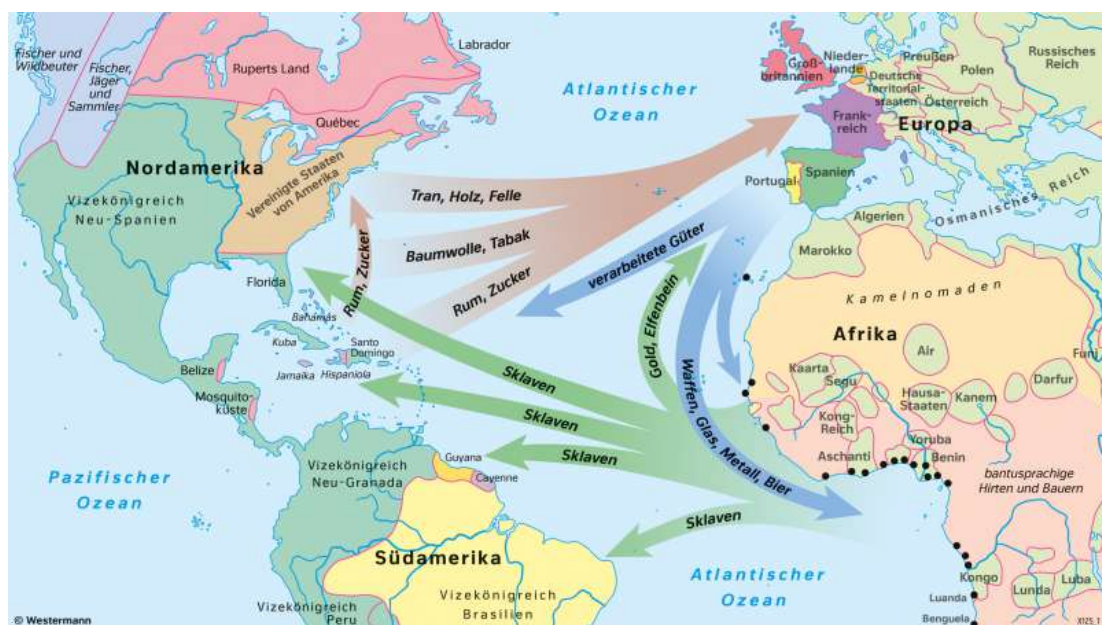 Fischer und
Wildbeuter
Fischer,
Jäger
und
Sammler
Ruperts Land
Labrador
Québec
Atlantischer
Ozean
Groß-
britannien
Nieder-
lande
Preußen
Deutsche
Territorial-
staaten
Polen
Russisches
Reich
Österreich
Frank-
reich
Europa
Portugal
Spanien
Osmanisches Reich
Nordamerika
Vizekönigreich
Neu-Spanien
Vereinigte Staaten
von Amerika
Tran, Holz, Felle
Baumwolle, Tabak
Rum, Zucker
Rum, Zucker
verarbeitete Güter
Gold, Elfenbein
Waffen, Glas, Metall, Bier
Algerien
Marokko
Kamelnomaden
Afrika
Florida
Bahamas
Kuba
Santo
Domingo
Jamaika
Hispaniola
Belize
Mosquito-
küste
Sklaven
Sklaven
Sklaven
Sklaven
Air
Kaarta
Segu
Hausa-
Staaten
Kanem
Darfur
Funj
Kong-
Reich
Aschanti
Yoruba
Benin
bantusprachige
Hirten und Bauern
Pazifischer
Ozean
Vizekönigreich
Neu-Granada
Guyana
Cayenne
Südamerika
Vizekönigreich
Brasilien
Vizekönigreich
Peru
Atlantischer
Ozean
Kongo
Luanda
Lunda
Luba
Benguela
© Westermann